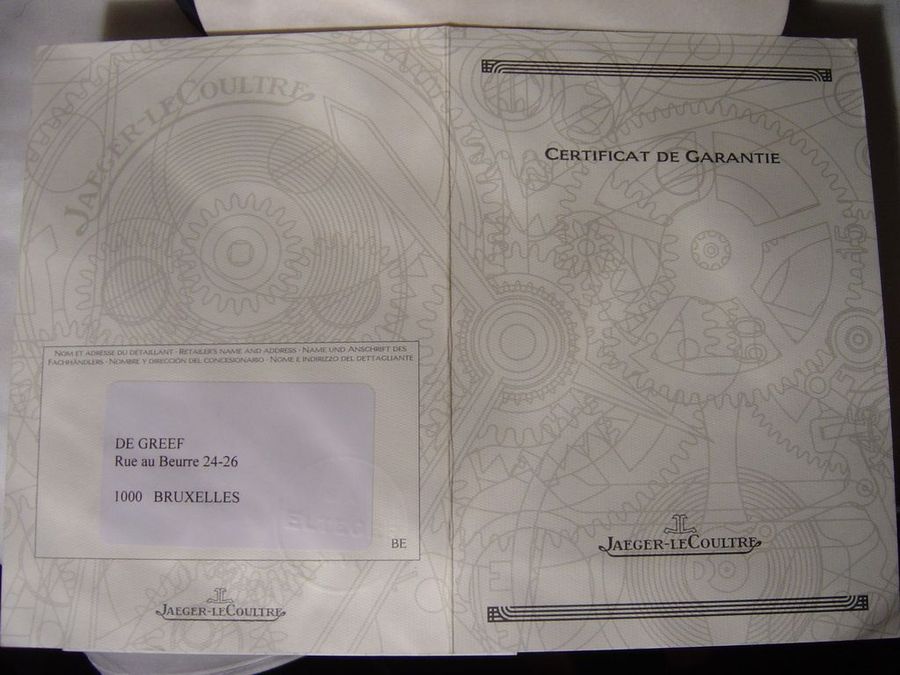 JAEGER-LECOULTRE
NOM ET ADRESSE DU DÉTAILLANT · RETAILER'S NAME AND ADDRESS · NAME UND ANSCHRIFT DES
FACHHÄNDLERS · NOMBRE Y DIRECCIÓN DEL CONCESIONARIO · NOME E INDIRIZZO DEL DETTAGLIANTE
DE GREEF
Rue au Beurre 24-26
1000 BRUXELLES
BE
JAEGER-LECOULTRE
CERTIFICAT DE GARANTIE
JAEGER-LECOULTRE